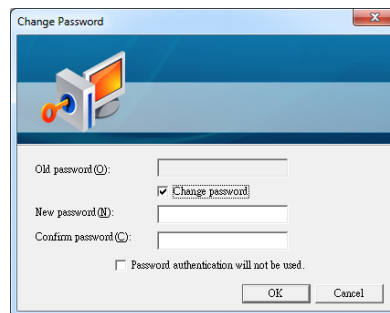 Change Password
Old password(O):
Change password
New password(N):
Confirm password(C):
Password authentication will not be used.
OK Cancel